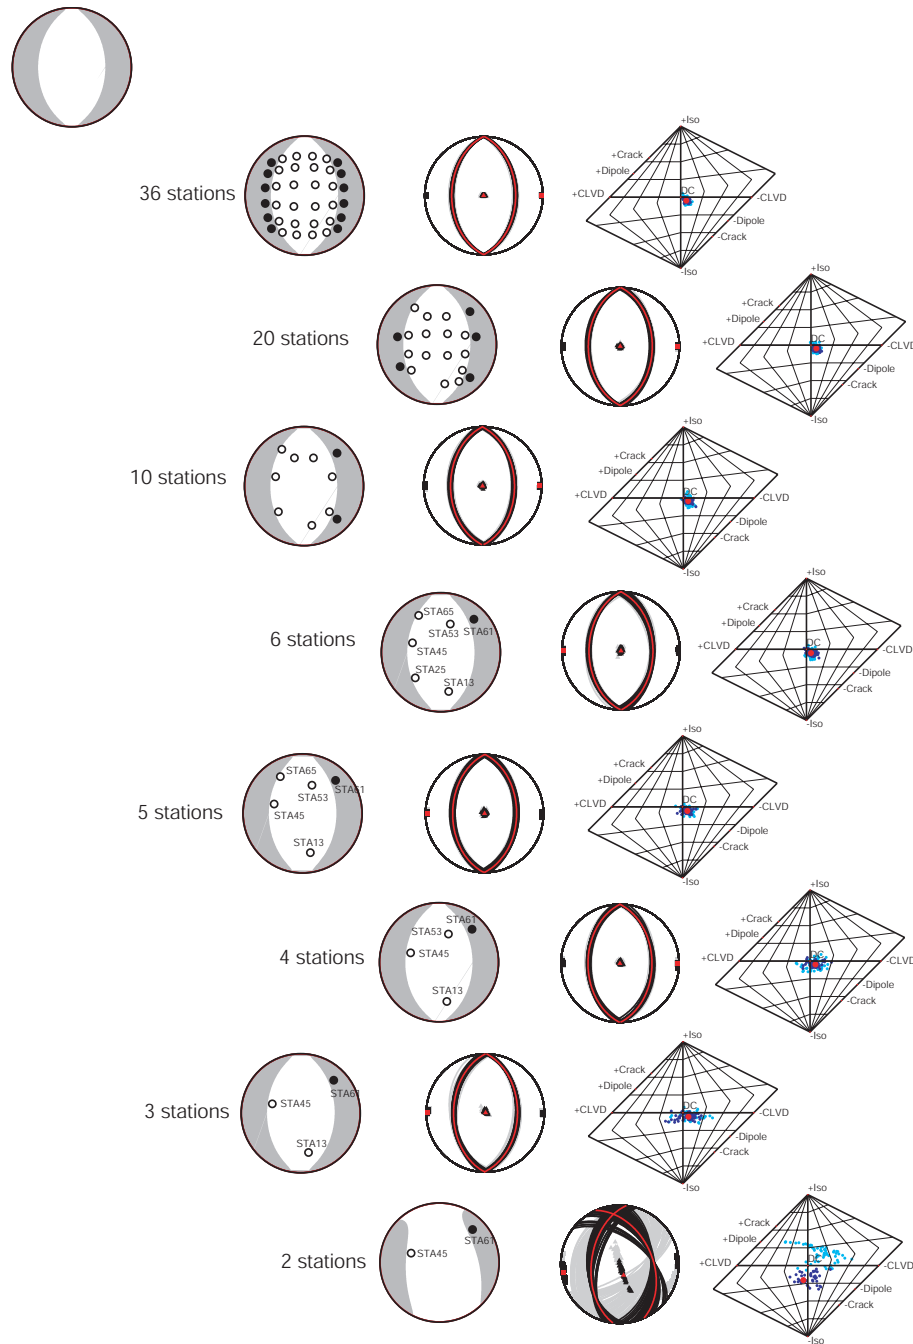 +Iso
+Crack
+Dipole
36 stations
+CLVD
DC
-CLVD
-Dipole
-Crack
-Iso
+Iso
+Crack
+Dipole
20 stations
+CLVD
DC
-CLVD
-Dipole
-Crack
-Iso
+Iso
+Crack
+Dipole
10 stations
+CLVD
DC
-CLVD
-Dipole
-Crack
-Iso
+Iso
+Crack
+Dipole
6 stations
STA65
STA53
STA61
STA45
STA25
STA13
+CLVD
DC
-CLVD
-Dipole
-Crack
-Iso
+Iso
+Crack
+Dipole
5 stations
STA65
STA61
STA53
STA45
STA13
+CLVD
DC
-CLVD
-Dipole
-Crack
-Iso
+Iso
+Crack
+Dipole
4 stations
STA61
STA53
STA45
STA13
+CLVD
DC
-CLVD
-Dipole
-Crack
-Iso
+Iso
+Crack
+Dipole
3 stations
STA61
STA45
STA13
+CLVD
DC
-CLVD
-Dipole
-Crack
-Iso
+Iso
+Crack
+Dipole
2 stations
STA61
STA45
+CLVD
DC
-CLVD
-Dipole
-Crack
-Iso